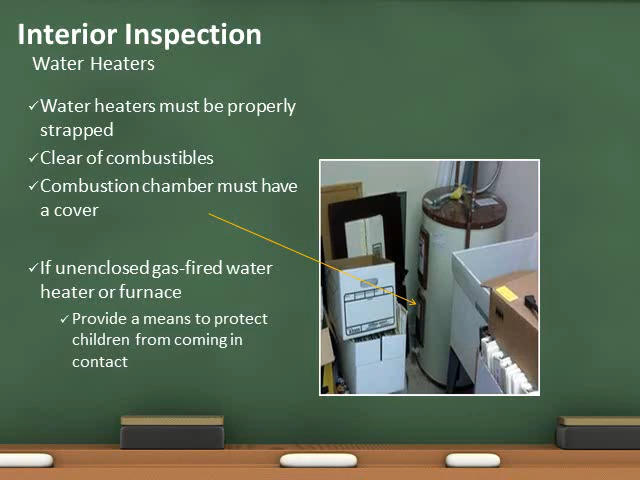 Interior Inspection
Water Heaters
✓Water heaters must be properly
strapped
✓Clear of combustibles
✓Combustion chamber must have
a cover
✓If unenclosed gas-fired water
heater or furnace
✓Provide a means to protect
children from coming in
contact